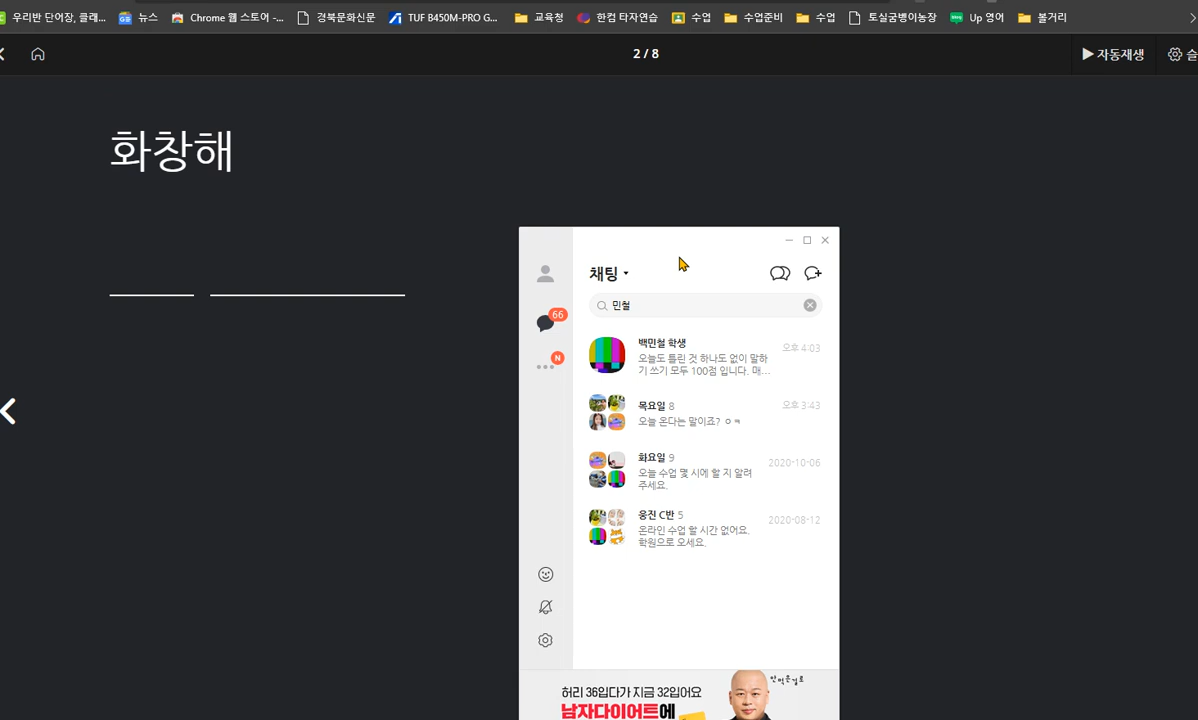 우리반 단어장, 클래... 뉴스 Chrome 웹 스토어 -... 경북문화신문 TUF B450M-PRO G... 교육청 한컴 타자연습 수업 수업준비 수업 토실굼벵이농장 Up 영어 볼거리
2 / 8
자동재생
화창해
채팅
민철
66
N
백민철 학생
오후 4:03
오늘도 틀린 것 하나도 없이 말하
기 쓰기 모두 100점 입니다. 매...
목요일 8
오후 3:43
오늘 온다는 말이죠? ㅇㅋ
화요일 9
2020-10-06
오늘 수업 몇 시에 할 지 알려
주세요.
웅진 C반 5
2020-08-12
온라인 수업 할 시간 없어요.
학원으로 오세요.
허리 36입다가 지금 32입어요
남자다이어트에